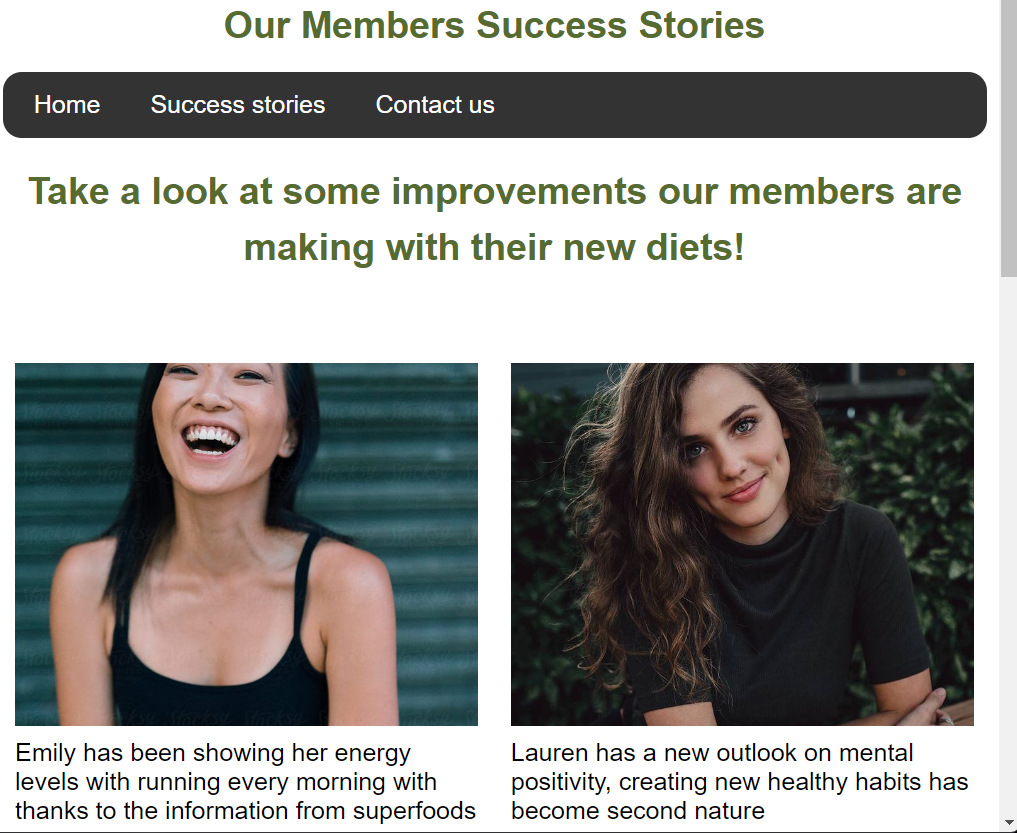 Our Members Success Stories
Home Success stories Contact us
Take a look at some improvements our members are
making with their new diets!
Emily has been showing her energy
levels with running every morning with
thanks to the information from superfoods
Lauren has a new outlook on mental
positivity, creating new healthy habits has
become second nature